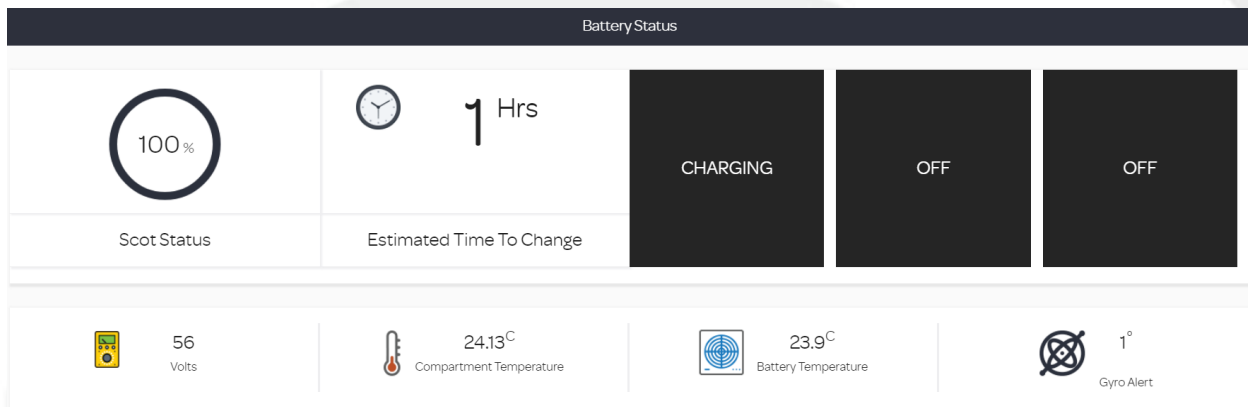 Battery Status
100 %
Scot Status
1 Hrs
Estimated Time To Change
CHARGING
OFF
OFF
56
Volts
24.13C
Compartment Temperature
23.9C
Battery Temperature
1°
Gyro Alert